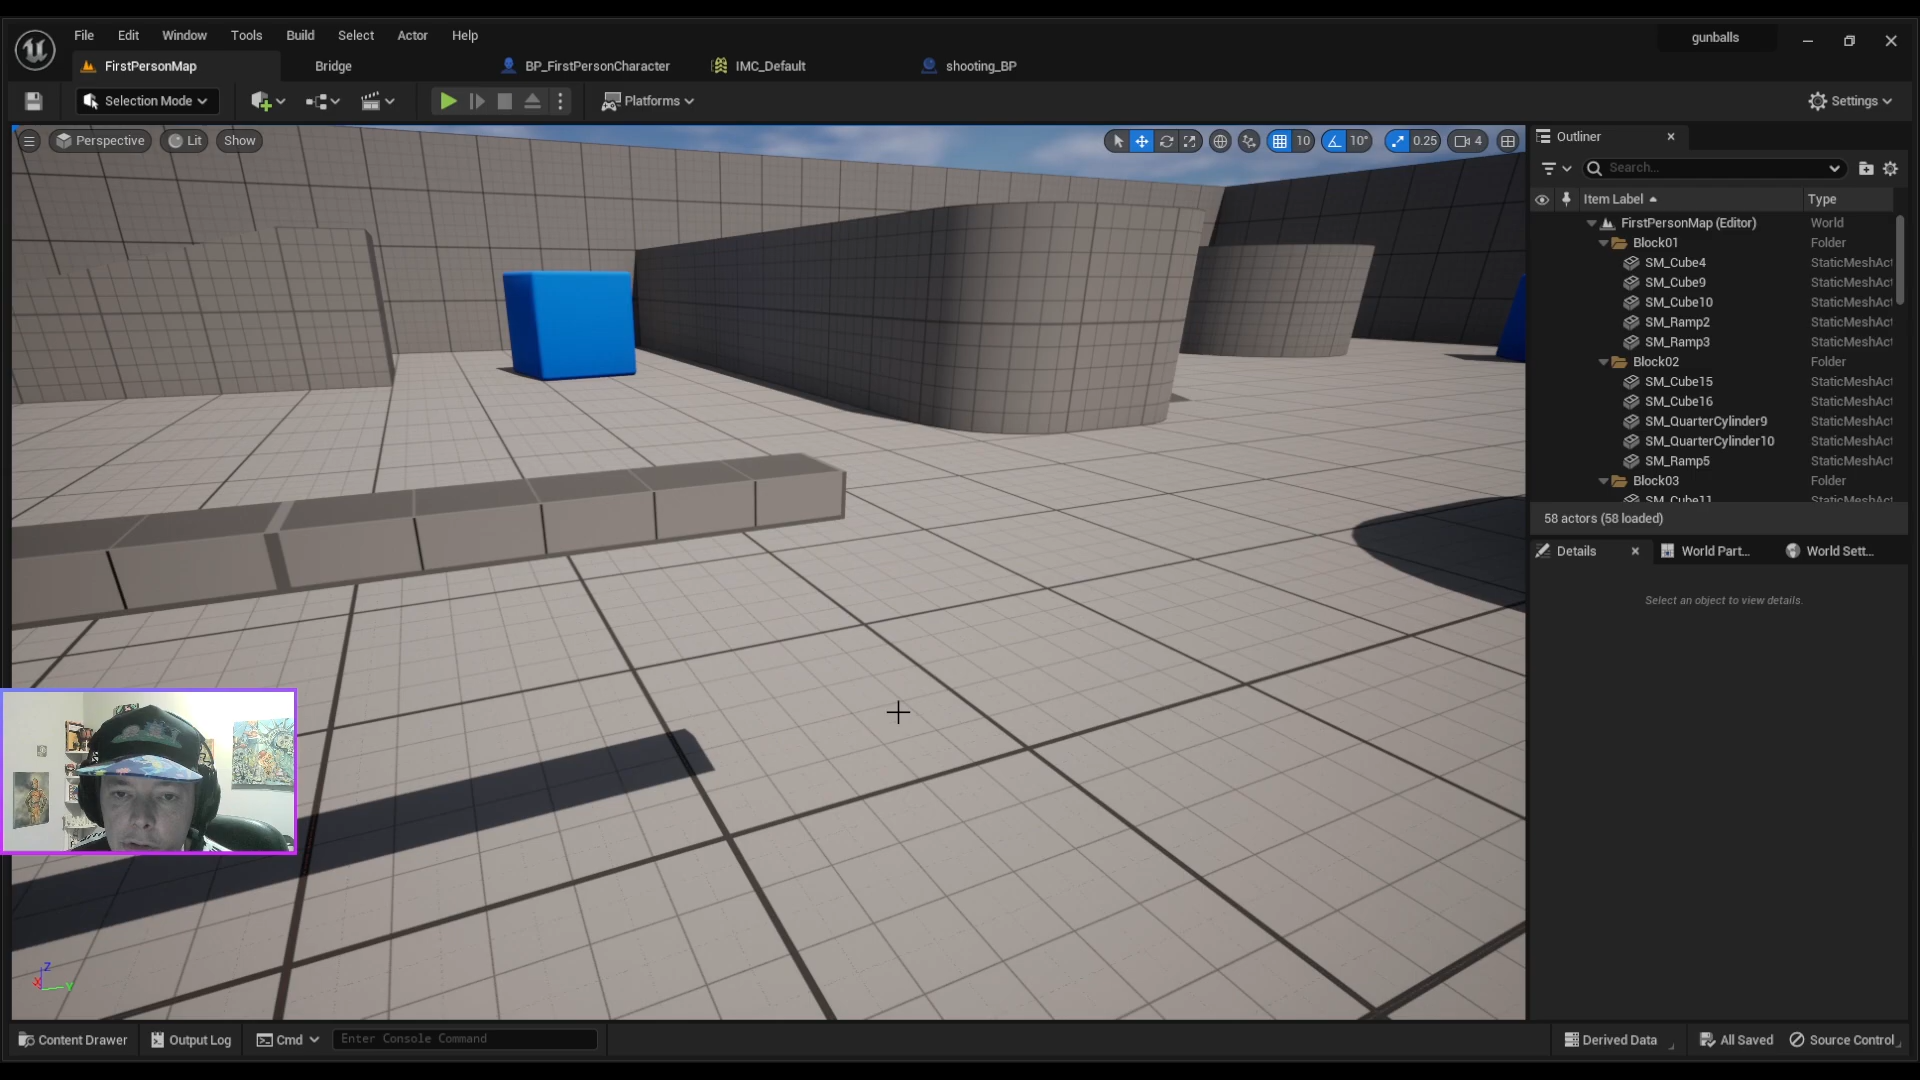 File Edit Window Tools Build Select Actor Help
gunballs
FirstPersonMap Bridge BP_FirstPersonCharacter IMC_Default shooting_BP
Selection Mode Platforms Settings
Perspective Lit Show 10 10° 0.25 4
Outliner
Search...
Item Label Type
FirstPersonMap (Editor) World
Block01 Folder
SM_Cube4 StaticMeshAct
SM_Cube9 StaticMeshAct
SM_Cube10 StaticMeshAct
SM_Ramp2 StaticMeshAct
SM_Ramp3 StaticMeshAct
Block02 Folder
SM_Cube15 StaticMeshAct
SM_Cube16 StaticMeshAct
SM_QuarterCylinder9 StaticMeshAct
SM_QuarterCylinder10 StaticMeshAct
SM_Ramp5 StaticMeshAct
Block03 Folder
SM_Cube11 StaticMeshAct
58 actors (58 loaded)
Details World Part... World Sett...
Select an object to view details.
Z
X Y
Content Drawer Output Log Cmd Enter Console Command Derived Data All Saved Source Control